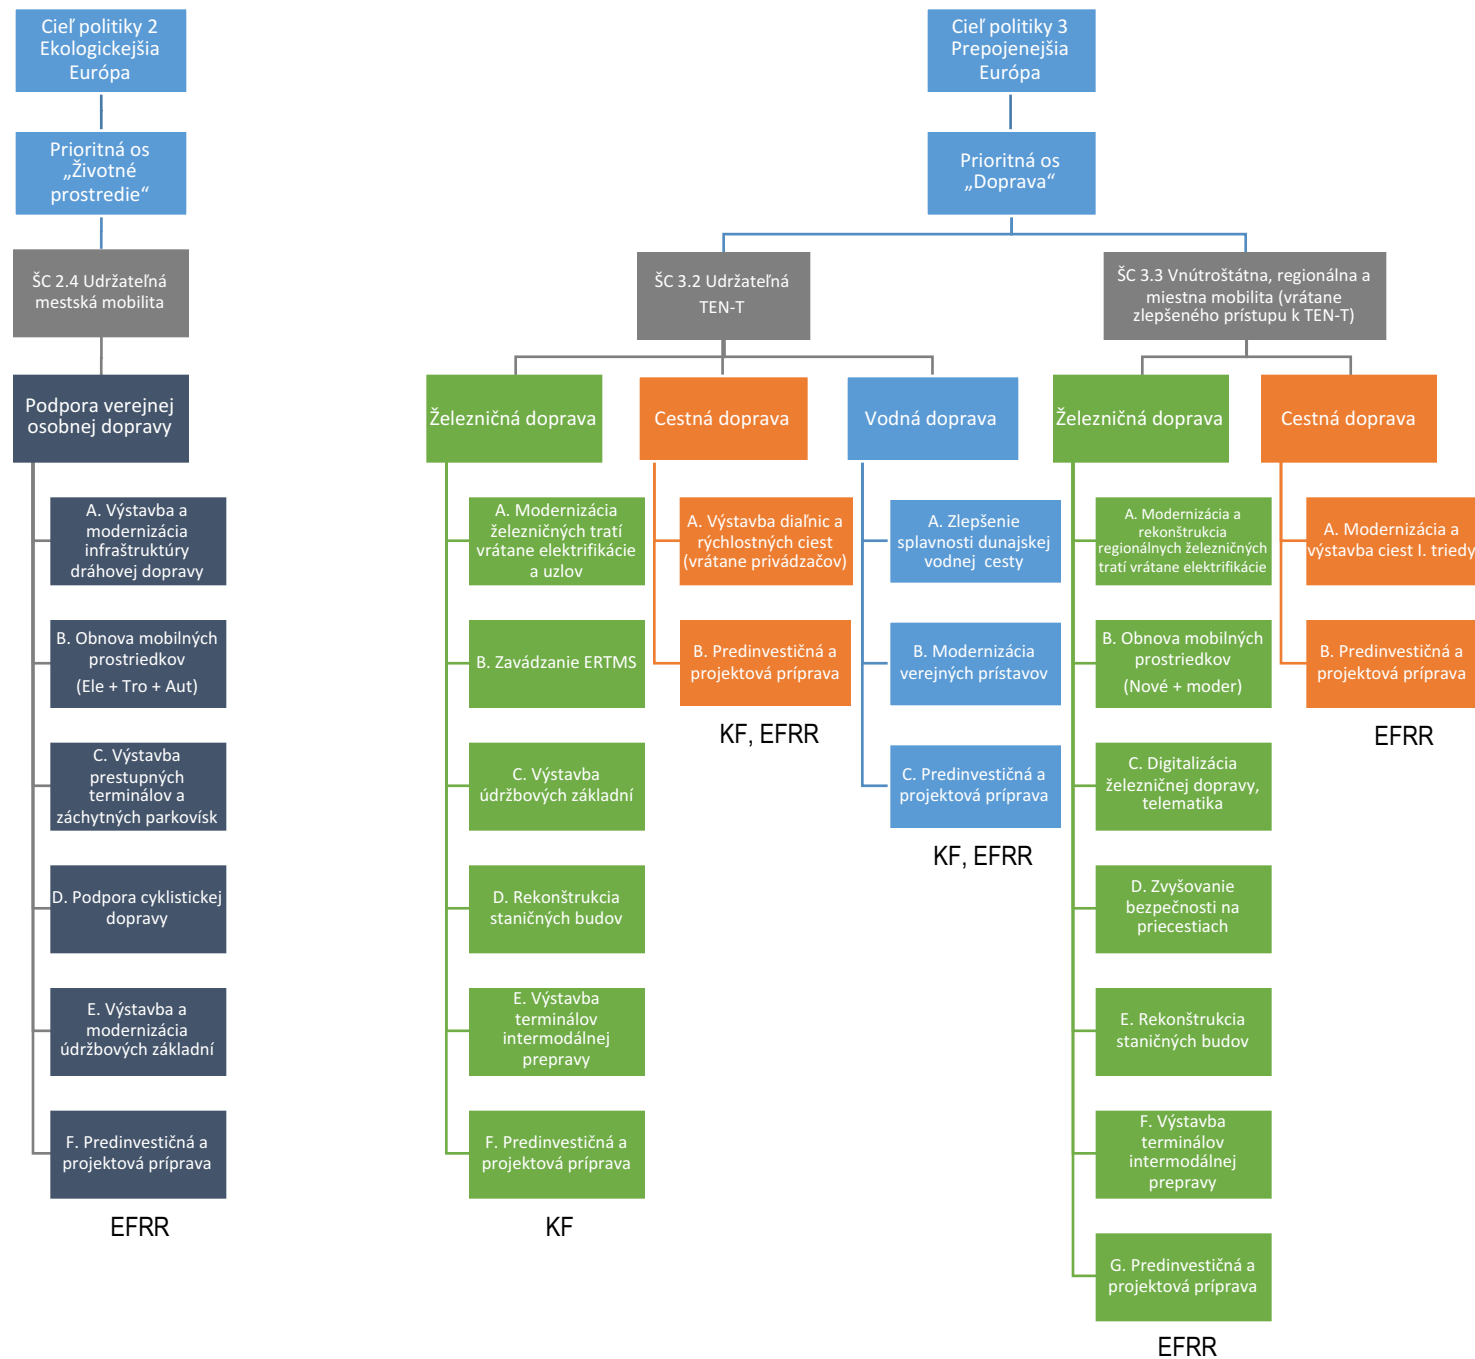 Cieľ politiky 2
Ekologickejšia
Európa
Prioritná os
„Životné
prostredie“
ŠC 2.4 Udržateľná
mestská mobilita
Podpora verejnej
osobnej dopravy
A. Výstavba a
modernizácia
infraštruktúry
dráhovej dopravy
B. Obnova mobilných
prostriedkov
(Ele + Tro + Aut)
C. Výstavba
prestupných
terminálov a
záchytných parkovísk
D. Podpora cyklistickej
dopravy
E. Výstavba a
modernizácia
údržbových základní
F. Predinvestičná a
projektová príprava
EFRR
Cieľ politiky 3
Prepojenejšia
Európa
Prioritná os
„Doprava“
ŠC 3.2 Udržateľná
TEN-T
Železničná doprava
A. Modernizácia
železničných tratí
vrátane elektrifikácie
a uzlov
B. Zavádzanie ERTMS
C. Výstavba
údržbových základní
D. Rekonštrukcia
staničných budov
E. Výstavba
terminálov
intermodálnej
prepravy
F. Predinvestičná a
projektová príprava
KF
Cestná doprava
A. Výstavba diaľnic a
rýchlostných ciest
(vrátane privádzačov)
B. Predinvestičná a
projektová príprava
KF, EFRR
Vodná doprava
A. Zlepšenie
splavnosti dunajskej
vodnej cesty
B. Modernizácia
verejných prístavov
C. Predinvestičná a
projektová príprava
KF, EFRR
ŠC 3.3 Vnútroštátna, regionálna a
miestna mobilita (vrátane
zlepšeného prístupu k TEN-T)
Železničná doprava
A. Modernizácia a
rekonštrukcia
regionálnych železničných
tratí vrátane elektrifikácie
B. Obnova mobilných
prostriedkov
(Nové + moder)
C. Digitalizácia
železničnej dopravy,
telematika
D. Zvyšovanie
bezpečnosti na
priecestiach
E. Rekonštrukcia
staničných budov
F. Výstavba
terminálov
intermodálnej
prepravy
G. Predinvestičná a
projektová príprava
EFRR
Cestná doprava
A. Modernizácia a
výstavba ciest I. triedy
B. Predinvestičná a
projektová príprava
EFRR